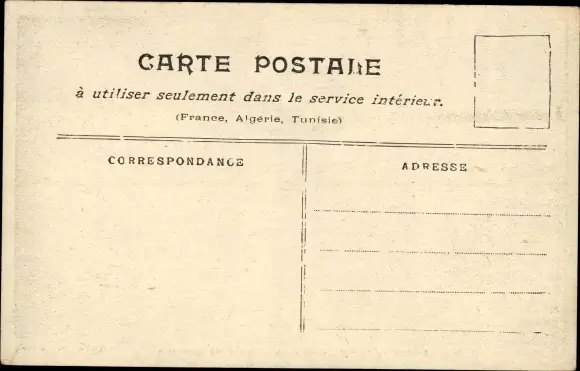 CARTE POSTALE
à utiliser seulement dans le service intérieur.
(France, Algérie, Tunisie)
CORRESPONDANCE
ADRESSE